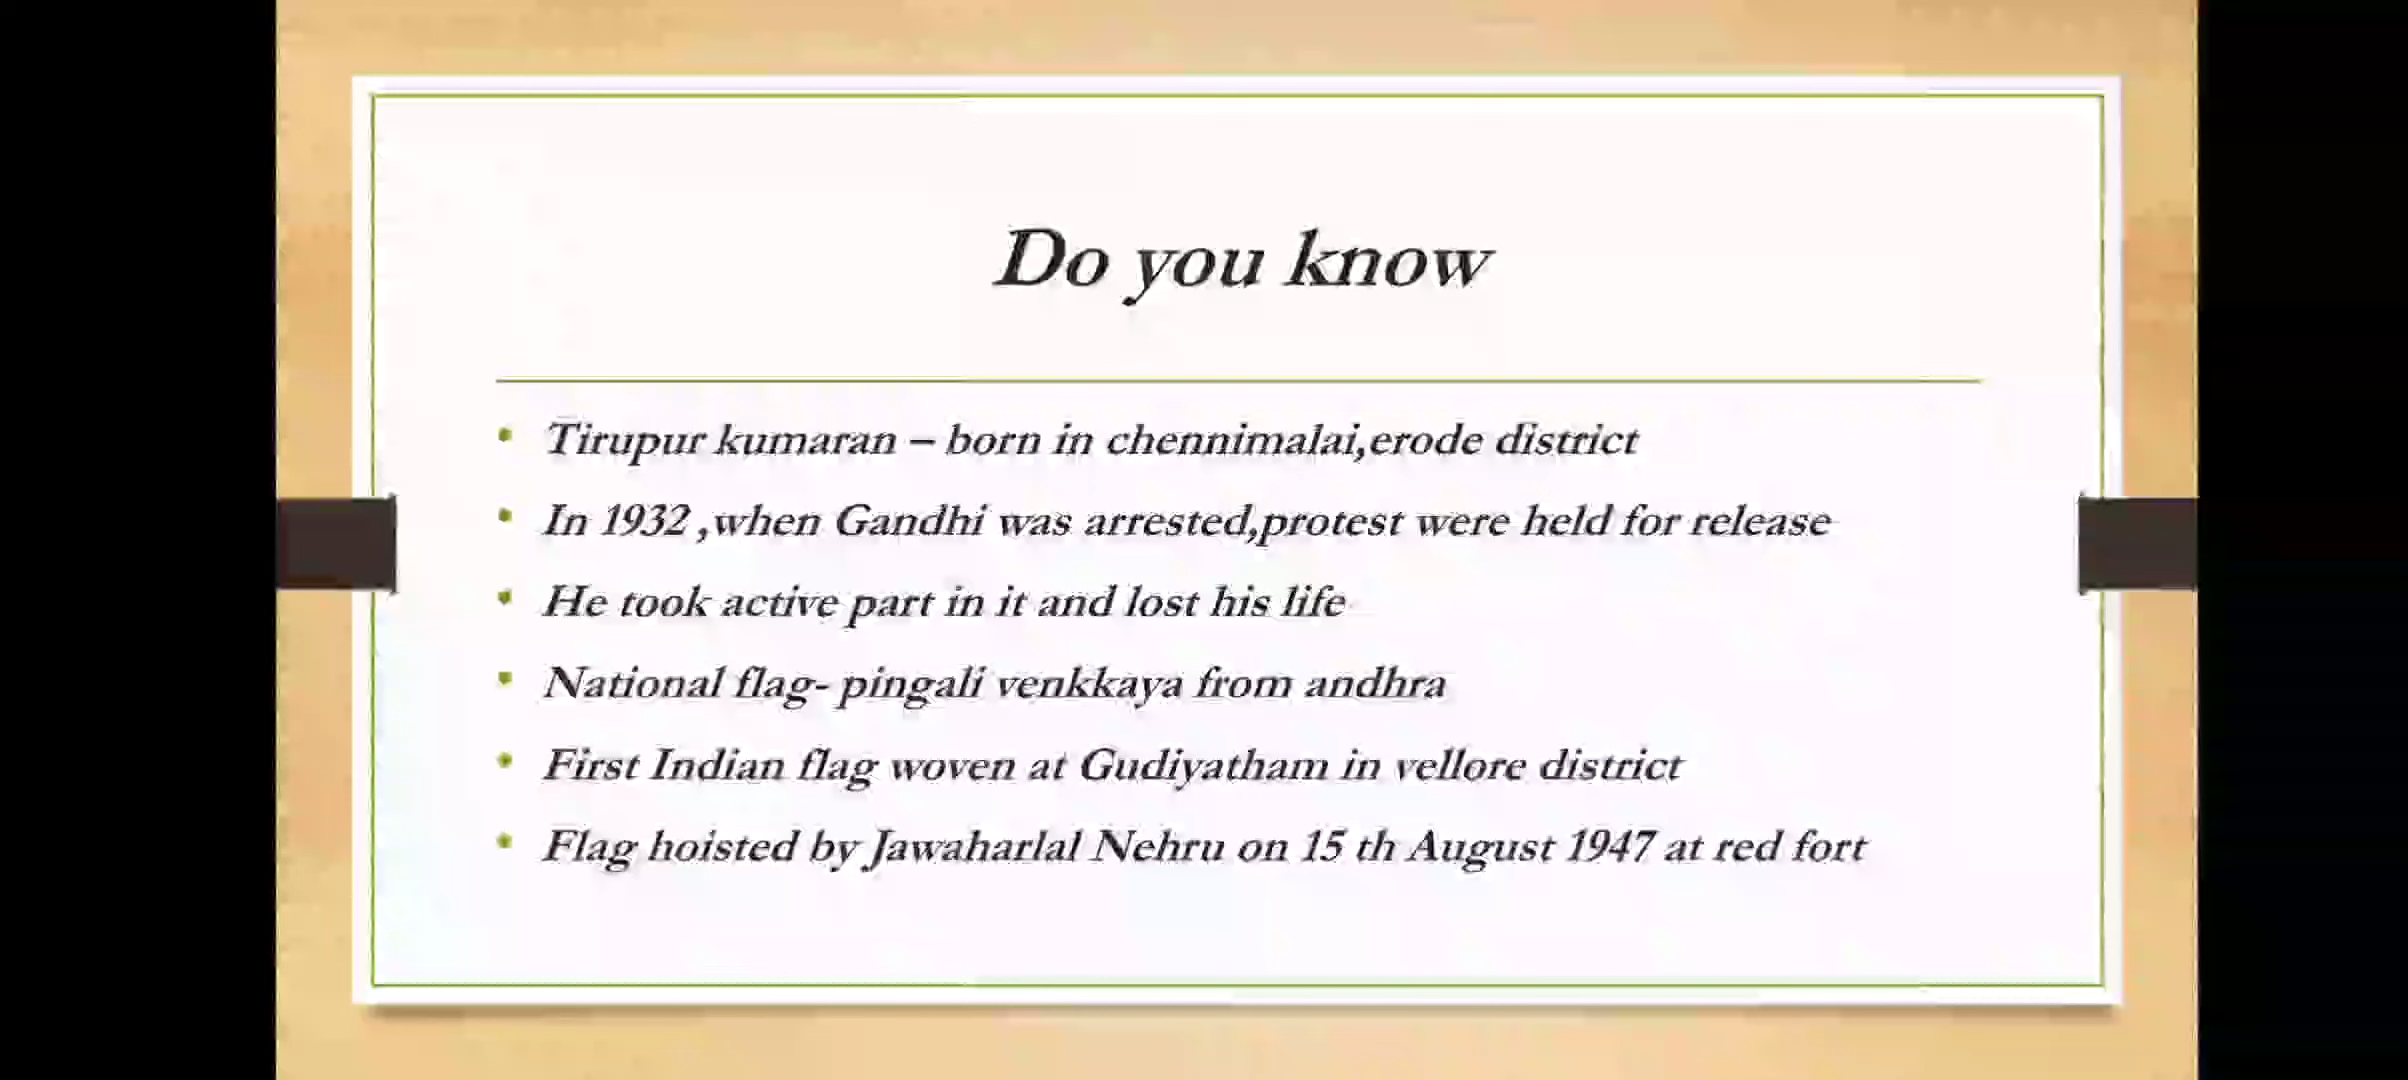 Do you know
• Tirupur kumaran – born in chennimalai,erode district
• In 1932 ,when Gandhi was arrested,protest were held for release
• He took active part in it and lost his life
• National flag- pingali venkkaya from andhra
• First Indian flag woven at Gudiyatham in vellore district
• Flag hoisted by Jawaharlal Nehru on 15 th August 1947 at red fort